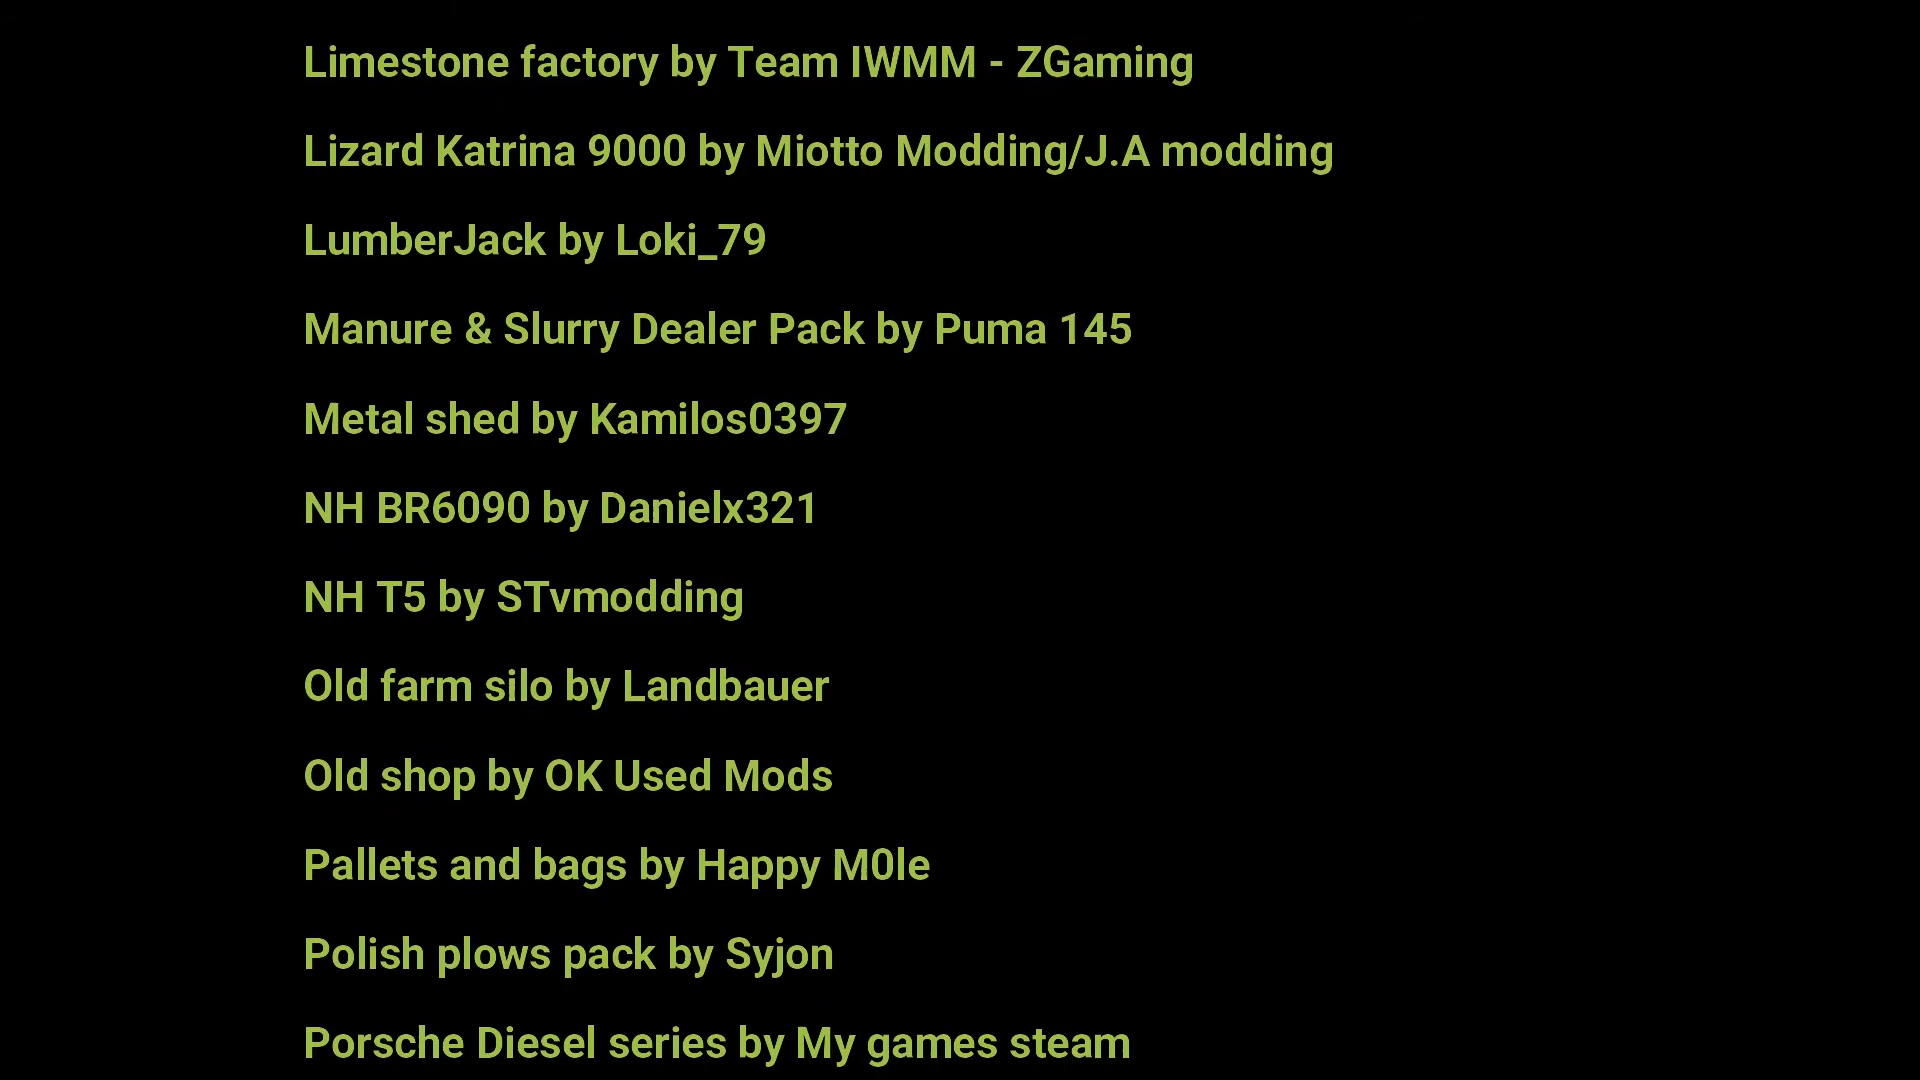 Limestone factory by Team IWMM - ZGaming
Lizard Katrina 9000 by Miotto Modding/J.A modding
LumberJack by Loki_79
Manure & Slurry Dealer Pack by Puma 145
Metal shed by Kamilos0397
NH BR6090 by Danielx321
NH T5 by STvmodding
Old farm silo by Landbauer
Old shop by OK Used Mods
Pallets and bags by Happy M0le
Polish plows pack by Syjon
Porsche Diesel series by My games steam